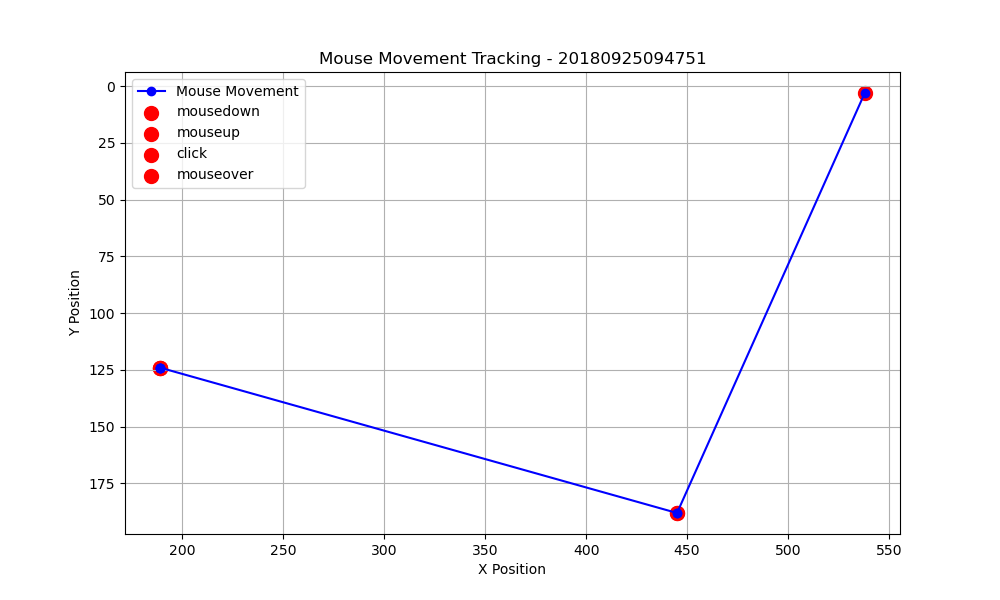 Mouse Movement Tracking - 20180925094751
Mouse Movement
mousedown
mouseup
click
mouseover
0
25
50
75
100
125
150
175
Y Position
200
250
300
350
400
450
500
550
X Position